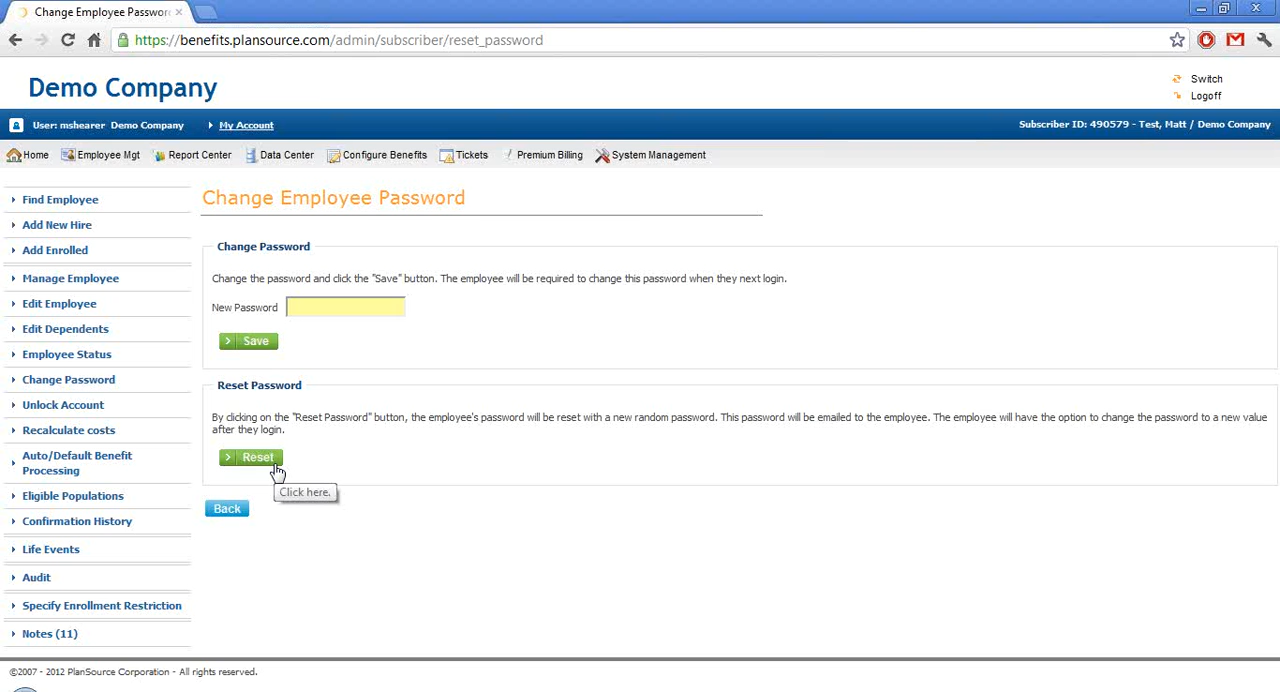 Change Employee Passwor
https://benefits.plansource.com/admin/subscriber/reset_password
Demo Company
Switch
Logoff
User: mshearer Demo Company
My Account
Subscriber ID: 490579 - Test, Matt / Demo Company
Home
Employee Mgt
Report Center
Data Center
Configure Benefits
Tickets
Premium Billing
System Management
Find Employee
Add New Hire
Add Enrolled
Manage Employee
Edit Employee
Edit Dependents
Employee Status
Change Password
Unlock Account
Recalculate costs
Auto/Default Benefit
Processing
Eligible Populations
Confirmation History
Life Events
Audit
Specify Enrollment Restriction
Notes (11)
Change Employee Password
Change Password
Change the password and click the "Save" button. The employee will be required to change this password when they next login.
New Password
Save
Reset Password
By clicking on the "Reset Password" button, the employee's password will be reset with a new random password. This password will be emailed to the employee. The employee will have the option to change the password to a new value
after they login.
Reset
Click here.
Back
©2007 - 2012 PlanSource Corporation - All rights reserved.